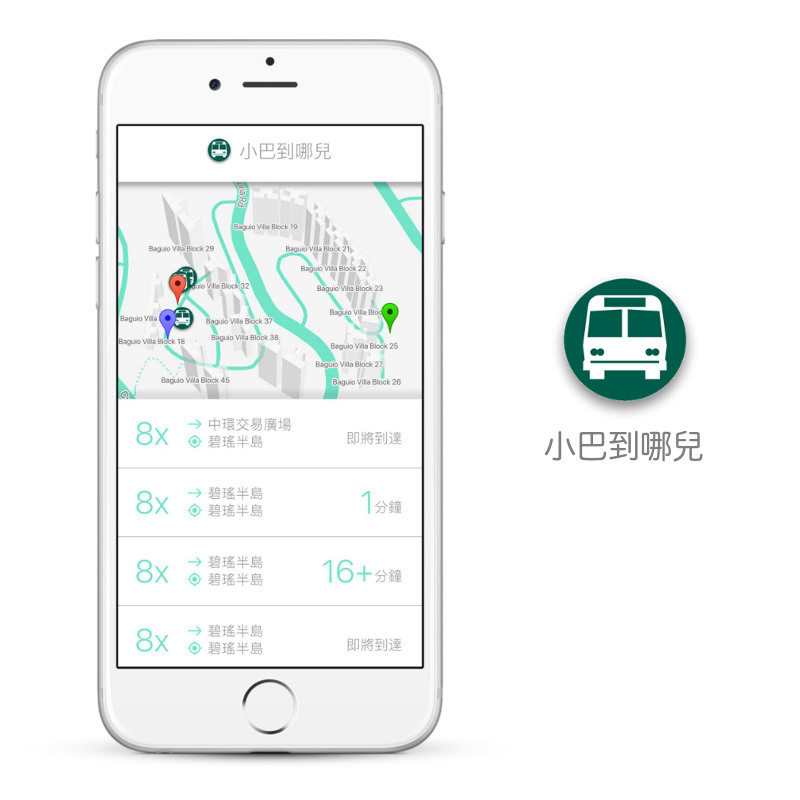 小巴到哪兒
Baguio Villa Block 19
Baguio Villa Block 29
Baguio Villa Block 21
Baguio Villa Block 22
Villa Block 32
Baguio Villa Block 23
Baguio Villa
Baguio Villa Block 37
Baguio Villa
Baguio Villa Block 18
Baguio Villa Block 38
Baguio Villa Block 25
Baguio Villa Block 27
Baguio Villa Block 45
Baguio Villa Block 26
8x
中環交易廣場
碧瑤半島
即將到達
8x
碧瑤半島
碧瑤半島
1分鐘
8x
碧瑤半島
碧瑤半島
16+分鐘
8x
碧瑤半島
碧瑤半島
即將到達
小巴到哪兒